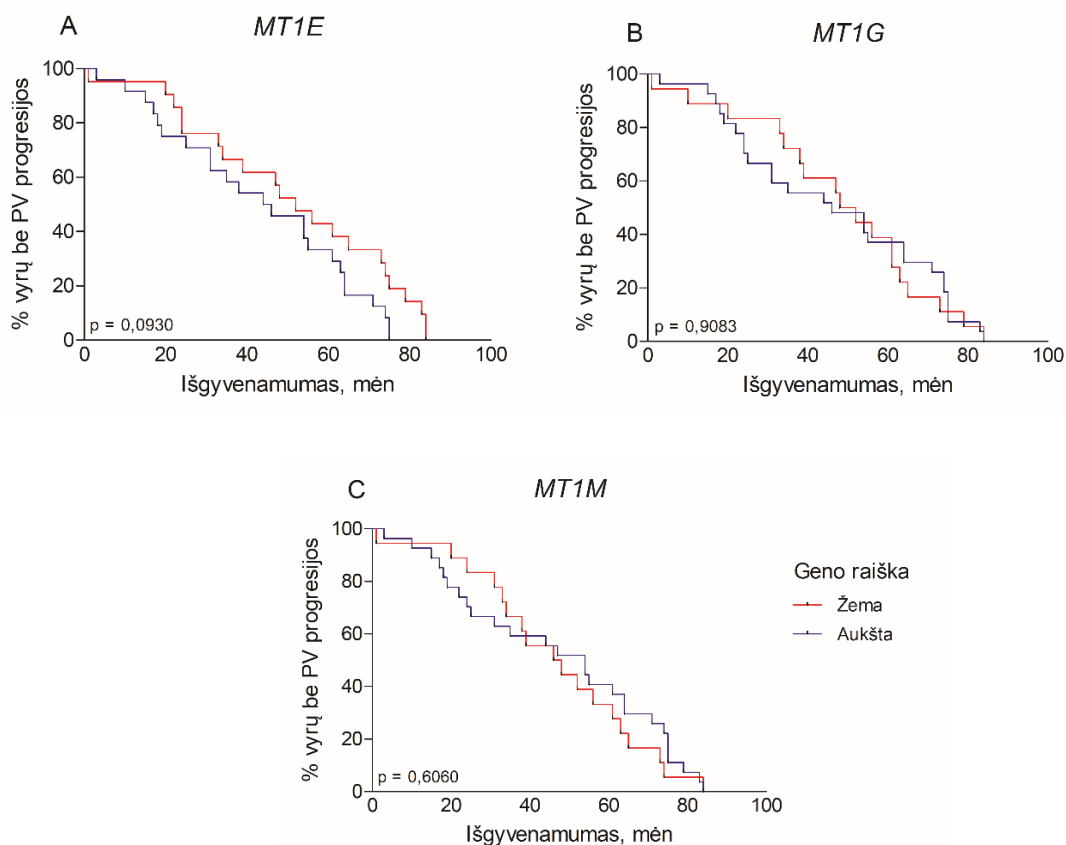 A
MT1E
% vyrų be PV progresijos
100
80
60
40
20
0
p = 0,0930
0 20 40 60 80 100
Išgyvenamumas, mėn
B
MT1G
% vyrų be PV progresijos
100
80
60
40
20
0
p = 0,9083
0 20 40 60 80 100
Išgyvenamumas, mėn
C
MT1M
% vyrų be PV progresijos
100
80
60
40
20
0
p = 0,6060
0 20 40 60 80 100
Išgyvenamumas, mėn
Geno raiška
Žema
Aukšta